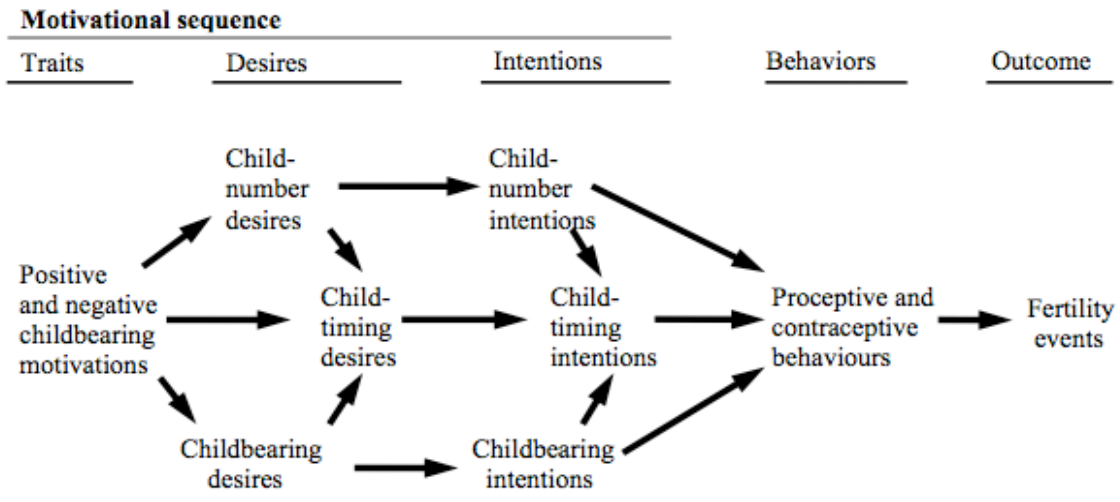 Motivational sequence
Traits
Desires
Intentions
Behaviors
Outcome
Child-
number
desires
Child-
number
intentions
Positive
and negative
childbearing
motivations
Child-
timing
desires
Child-
timing
intentions
Proceptive and
contraceptive
behaviours
Fertility
events
Childbearing
desires
Childbearing
intentions